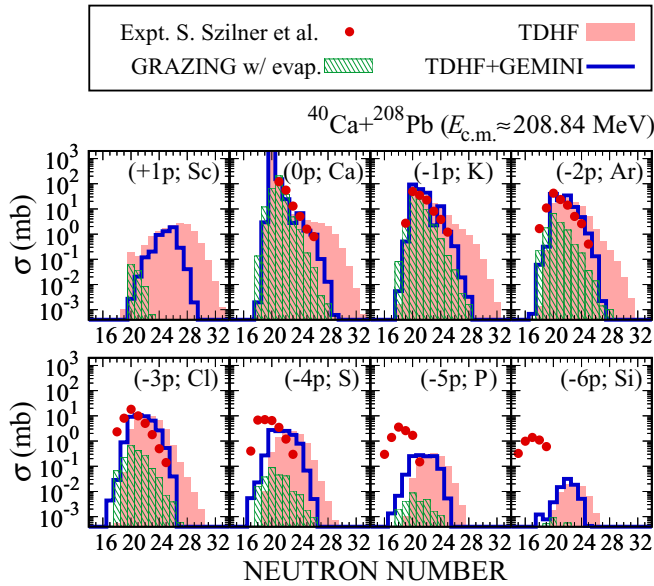 Expt. S. Szilner et al.
TDHF
GRAZING w/ evap.
TDHF+GEMINI
⁴⁰Ca+²⁰⁸Pb (E_c.m.≈208.84 MeV)
σ (mb)
10³
10²
10¹
10⁰
10⁻¹
10⁻²
10⁻³
(+1p; Sc)
(0p; Ca)
(-1p; K)
(-2p; Ar)
16 20 24 28 32
16 20 24 28 32
16 20 24 28 32
16 20 24 28 32
σ (mb)
10³
10²
10¹
10⁰
10⁻¹
10⁻²
10⁻³
(-3p; Cl)
(-4p; S)
(-5p; P)
(-6p; Si)
16 20 24 28 32
16 20 24 28 32
16 20 24 28 32
16 20 24 28 32
NEUTRON NUMBER